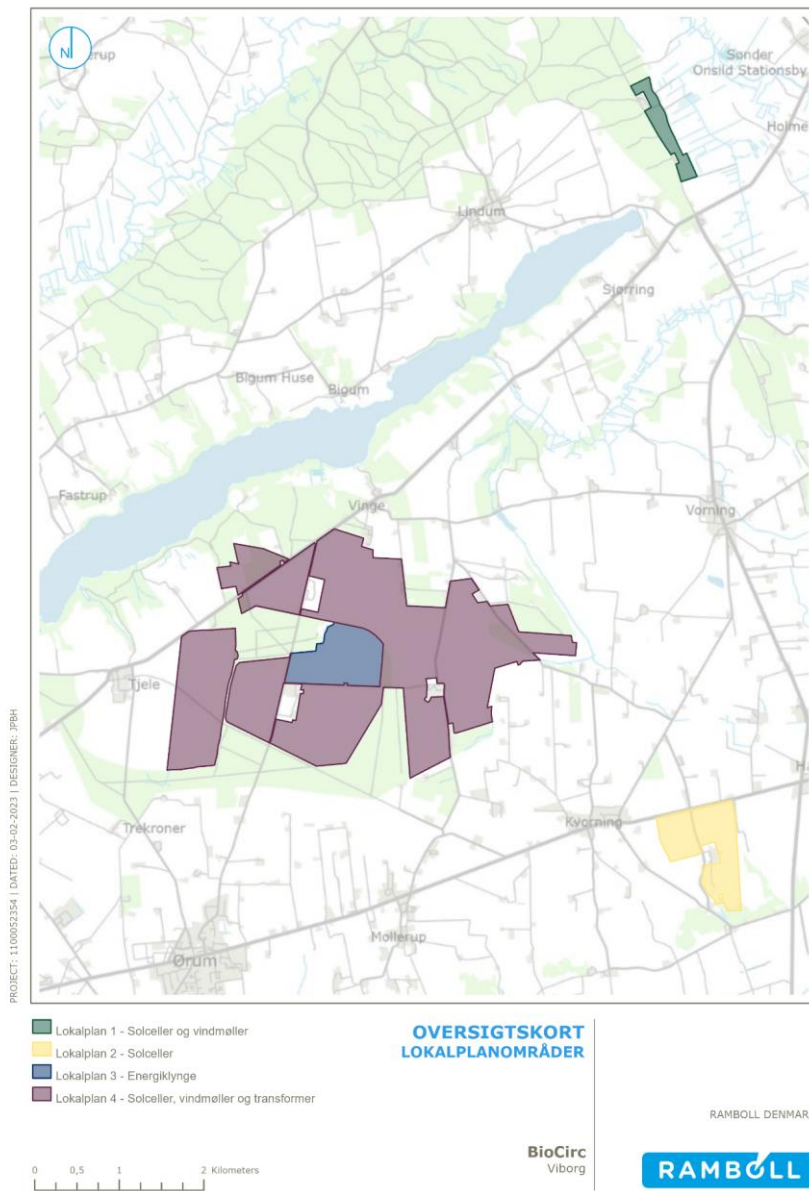 N
erup
Sønder
Onsild Stationsby
Holme
Lindum
Sjørring
Bigum Huse
Bigum
Fastrup
Vinge
Vorning
Tjele
Ha
Trekroner
Kvorning
Mollerup
Ørum
PROJECT: 1100052354 | DATED: 03-02-2023 | DESIGNER: JPBH
Lokalplan 1 - Solceller og vindmøller
Lokalplan 2 - Solceller
Lokalplan 3 - Energiklynge
Lokalplan 4 - Solceller, vindmøller og transformer
OVERSIGTSKORT
LOKALPLANOMRÅDER
RAMBOLL DENMAR
BioCirc
Viborg
0 0,5 1 2 Kilometers
RAMBOLL